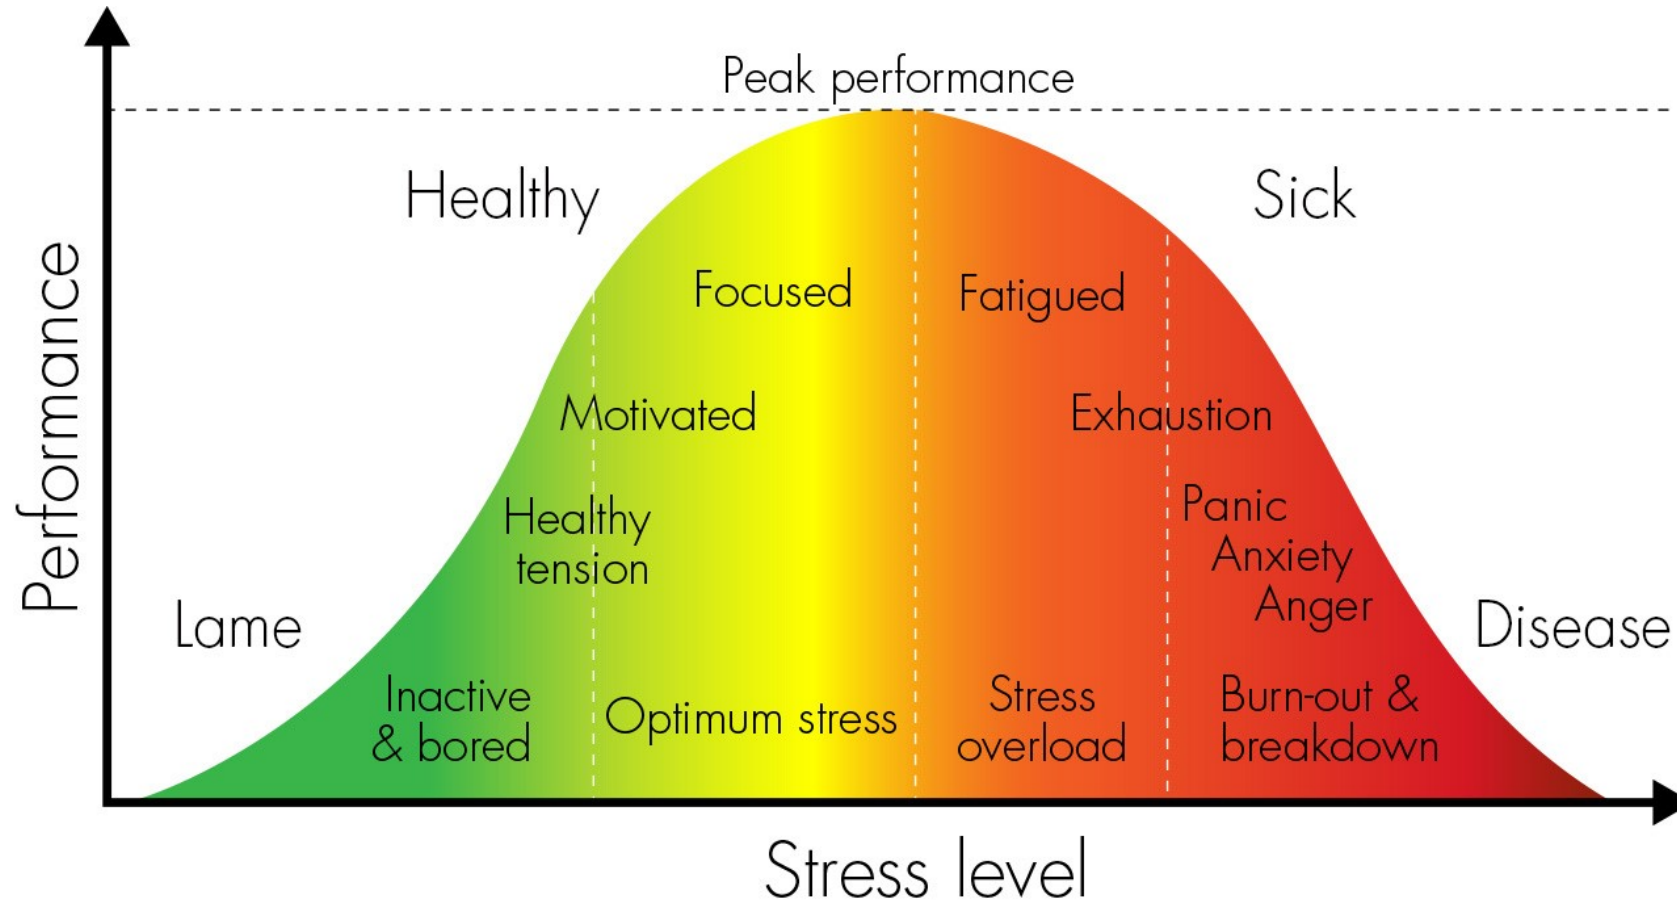 Peak performance
Healthy
Sick
Focused
Fatigued
Motivated
Exhaustion
Healthy
tension
Panic
Anxiety
Anger
Lame
Disease
Inactive
& bored
Optimum stress
Stress
overload
Burn-out &
breakdown
Performance
Stress level